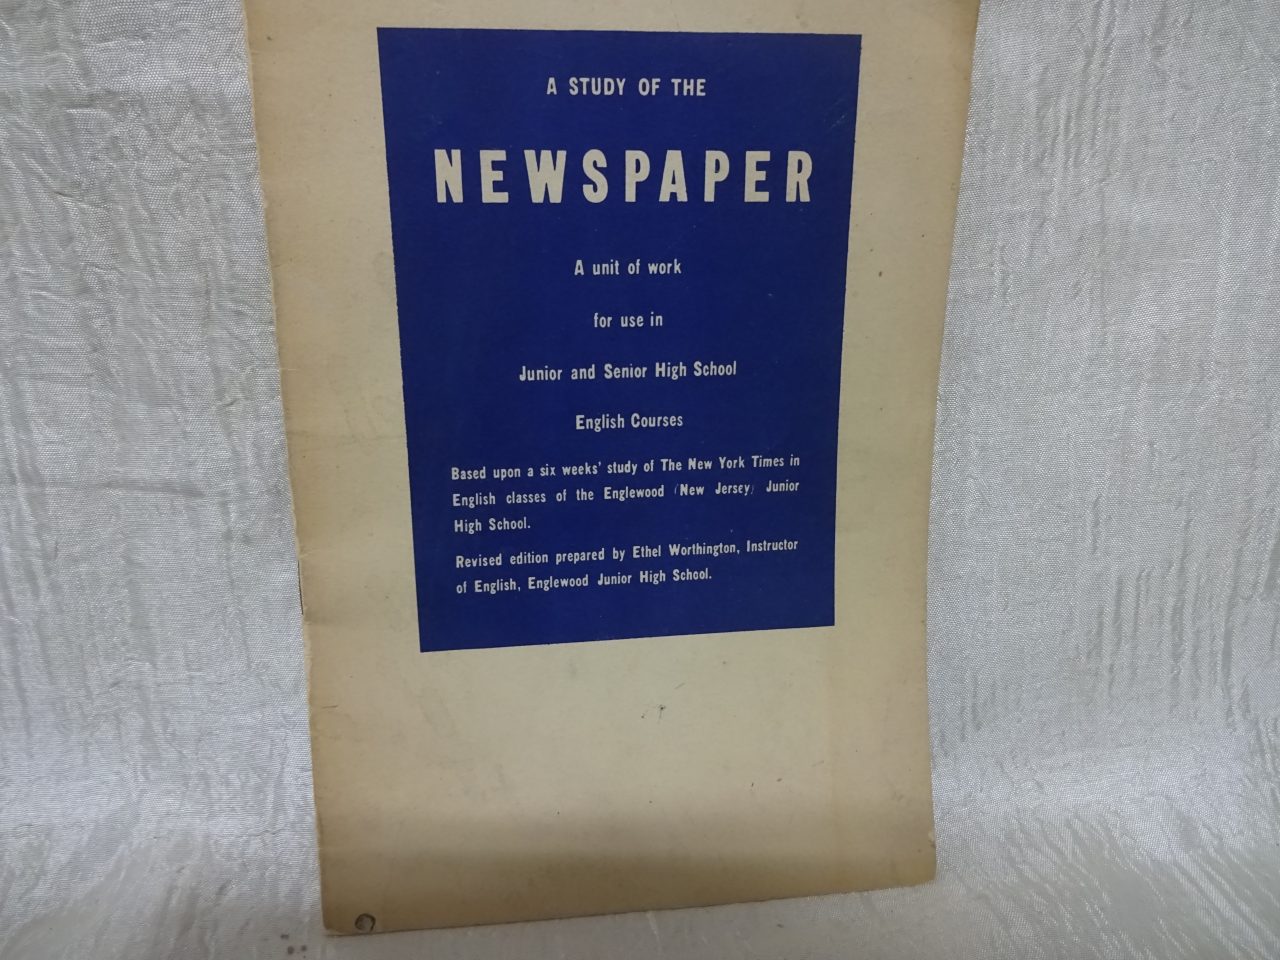 A STUDY OF THE
NEWSPAPER
A unit of work
for use in
Junior and Senior High School
English Courses
Based upon a six weeks' study of The New York Times in
English classes of the Englewood (New Jersey) Junior
High School.
Revised edition prepared by Ethel Worthington, Instructor
of English, Englewood Junior High School.